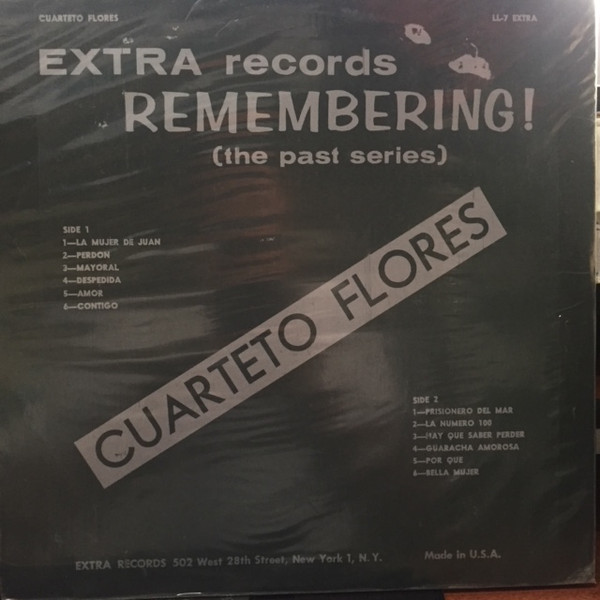 CUARTETO FLORES
LL-7 EXTRA
EXTRA records
REMEMBERING!
(the past series)
SIDE 1
1—LA MUJER DE JUAN
2—PERDON
3—MAYORAL
4—DESPEDIDA
5—AMOR
6—CONTIGO
CUARTETO FLORES
SIDE 2
1—PRISIONERO DEL MAR
2—LA NUMERO 100
3—HAY QUE SABER PERDER
4—GUARACHA AMOROSA
5—POR QUE
6—BELLA MUJER
EXTRA RECORDS 502 West 28th Street, New York 1, N. Y.
Made in U.S.A.